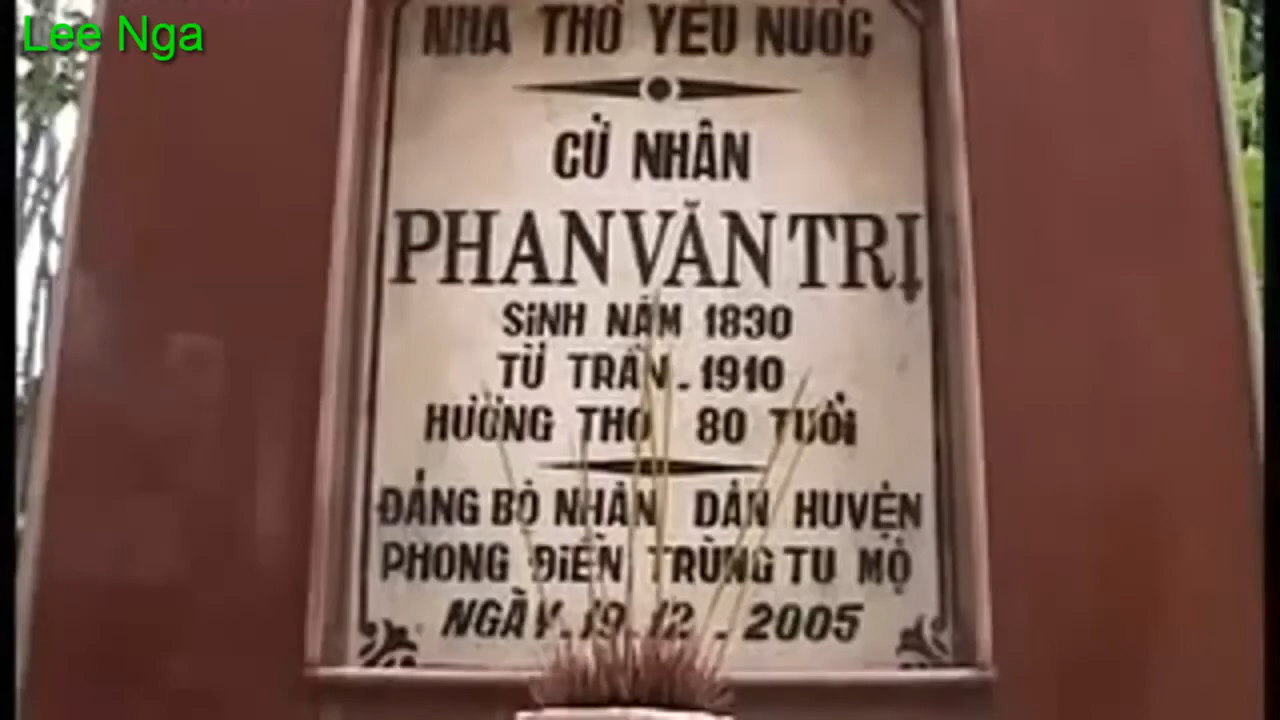 Lee Nga
NHÀ THƠ YÊU NƯỚC
CỬ NHÂN
PHAN VĂN TRỊ
SiNH NĂM 1830
TỪ TRẦN - 1910
HƯỞNG THỌ 80 TUỔi
ĐẢNG BỘ NHÂN DÂN HUYỆN
PHONG ĐiỀN TRÙNG TU MỘ
NGÀY. 19. 12 . 2005